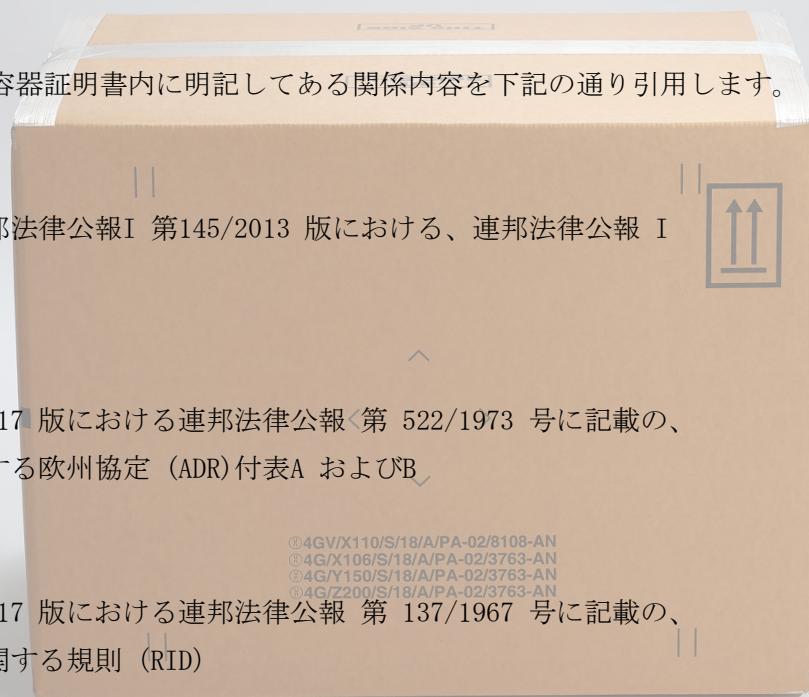 容器証明書内に明記してある関係内容を下記の通り引用します。
邦法律公報I 第145/2013 版における、連邦法律公報 I
17 版における連邦法律公報 第 522/1973 号に記載の、
する欧州協定 (ADR)付表A およびB
4GV/X110/S/18/A/PA-02/8108-AN
4G/X106/S/18/A/PA-02/3763-AN
4G/Y150/S/18/A/PA-02/3763-AN
4G/Z200/S/18/A/PA-02/3763-AN
17 版における連邦法律公報 第 137/1967 号に記載の、
関する規則 (RID)